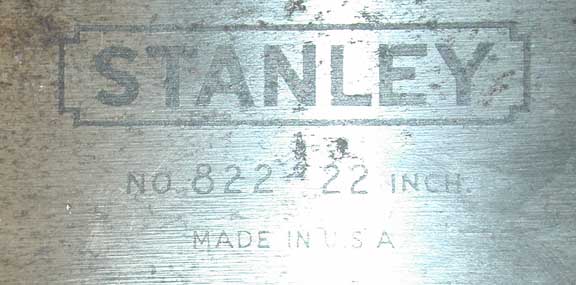 STANLEY
NO. 822 22 INCH.
MADE IN U.S.A